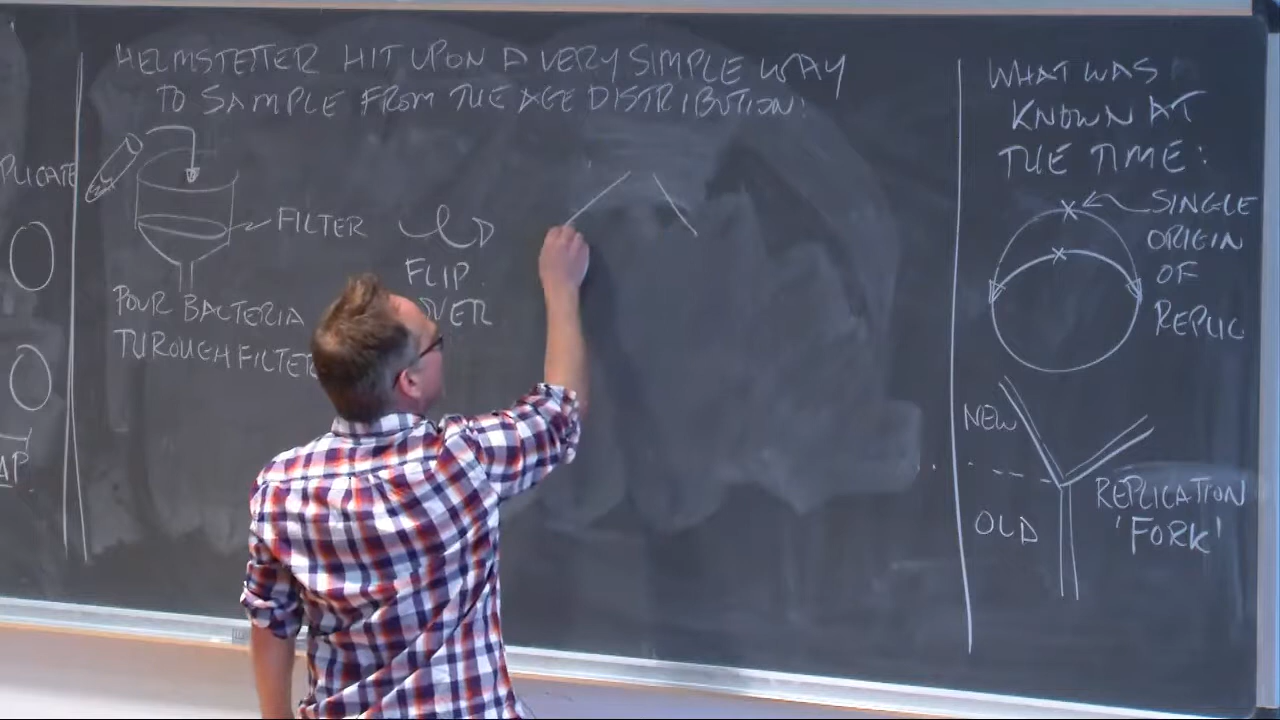 HELMSTETTER HIT UPON A VERY SIMPLE WAY
TO SAMPLE FROM THE AGE DISTRIBUTION:
PLICATE
AP
FILTER
FLIP
OVER
POUR BACTERIA
THROUGH FILTER
WHAT WAS
KNOWN AT
THE TIME:
SINGLE
ORIGIN
OF
REPLIC
NEW
OLD
REPLICATION
'FORK'